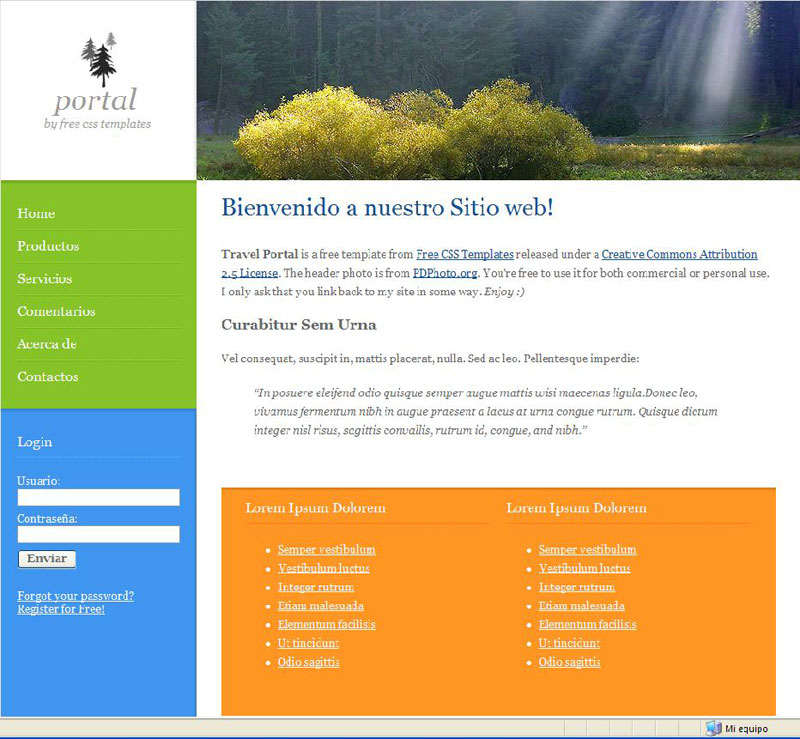 portal
by free css templates
Home
Productos
Servicios
Comentarios
Acerca de
Contactos
Login
Usuario:
Contraseña:
Enviar
Forgot your password?
Register for Free!
Bienvenido a nuestro Sitio web!
Travel Portal is a free template from Free CSS Templates released under a Creative Commons Attribution
2.5 License. The header photo is from PDPhoto.org. You're free to use it for both commercial or personal use.
I only ask that you link back to my site in some way. Enjoy :)
Curabitur Sem Urna
Vel consequat, suscipit in, mattis placerat, nulla. Sed ac leo. Pellentesque imperdie:
“In posuere eleifend odio quisque semper augue mattis wisi maecenas ligula.Donec leo,
vivamus fermentum nibh in augue praesent a lacus at urna congue rutrum. Quisque dictum
integer nisl risus, sagittis convallis, rutrum id, congue, and nibh.”
Lorem Ipsum Dolorem
Semper vestibulum
Vestibulum luctus
Integer rutrum
Etiam malesuada
Elementum facilisis
Ut tincidunt
Odio sagittis
Lorem Ipsum Dolorem
Semper vestibulum
Vestibulum luctus
Integer rutrum
Etiam malesuada
Elementum facilisis
Ut tincidunt
Odio sagittis
Mi equipo